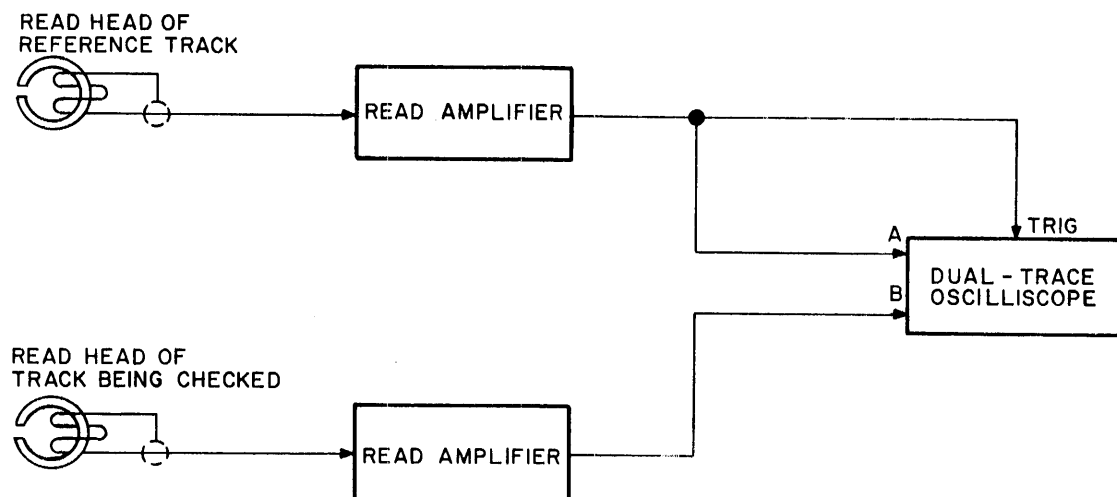 READ HEAD OF
REFERENCE TRACK
READ AMPLIFIER
TRIG
A
B
DUAL - TRACE
OSCILLISCOPE
READ HEAD OF
TRACK BEING CHECKED
READ AMPLIFIER